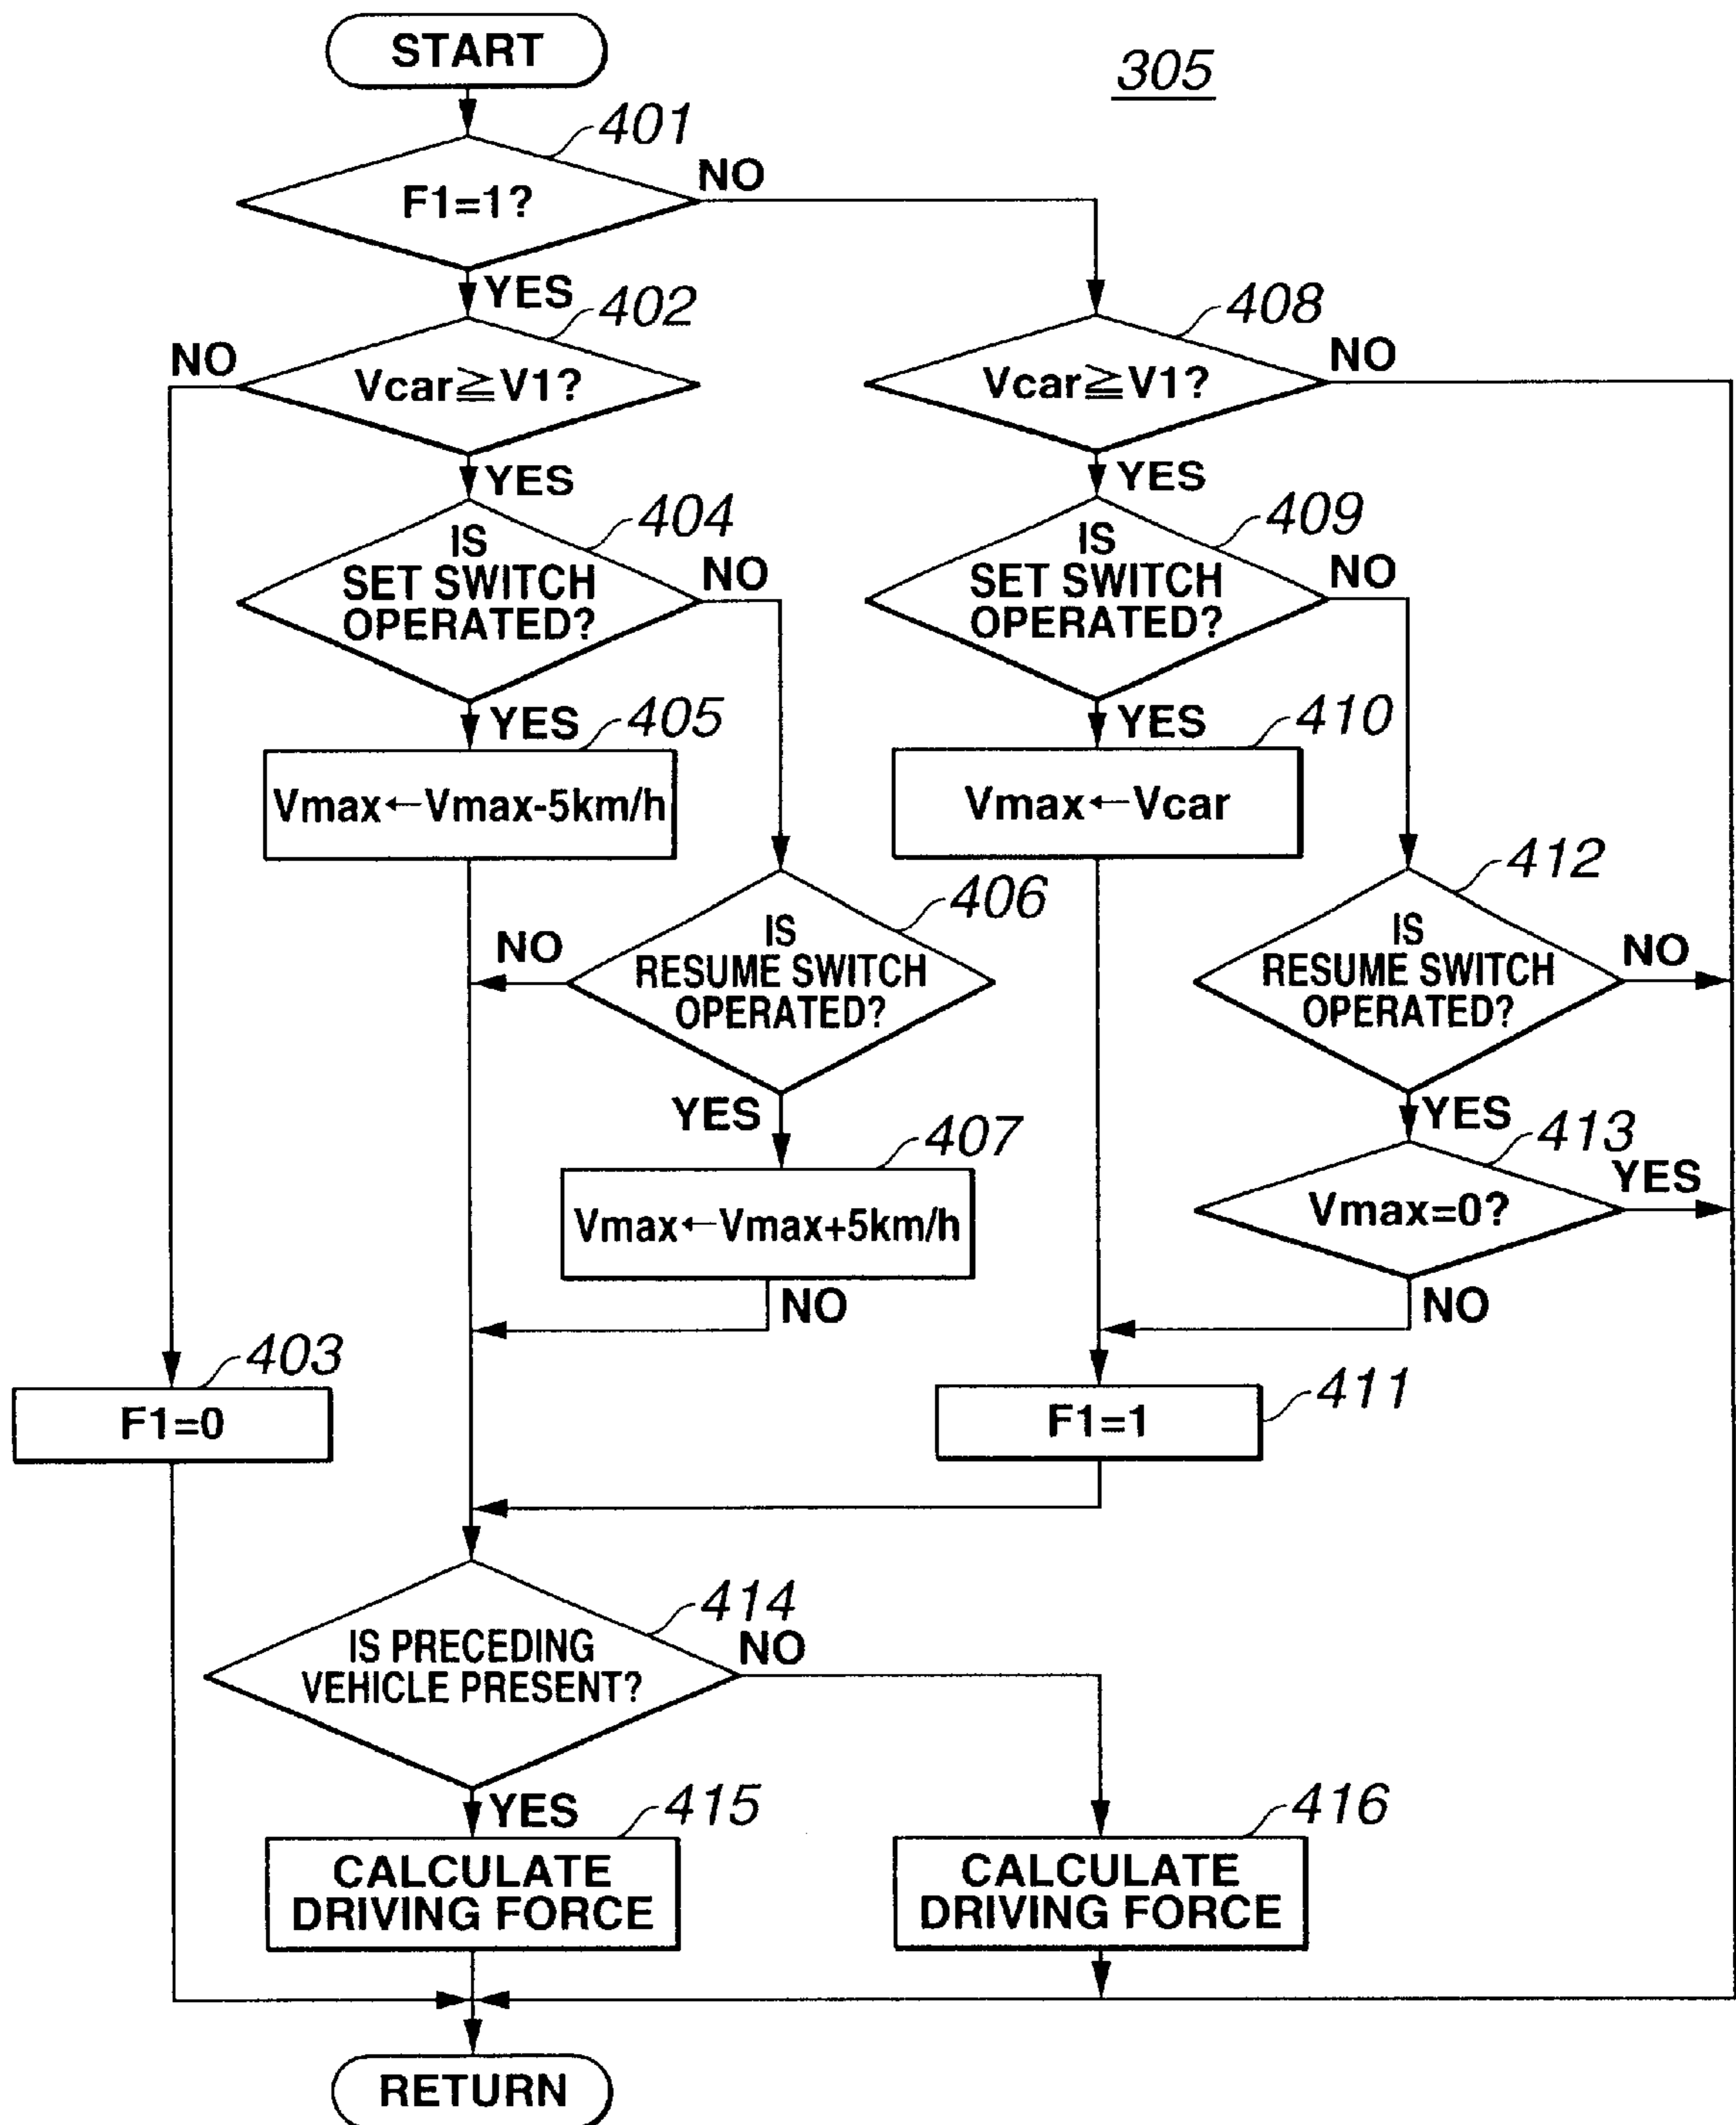 START
305
401
F1=1?
NO
YES
402
408
NO
Vcar≧V1?
Vcar≧V1?
NO
YES
YES
404
409
IS
SET SWITCH
OPERATED?
NO
IS
SET SWITCH
OPERATED?
NO
YES
405
YES
410
Vmax←Vmax-5km/h
Vmax←Vcar
406
412
NO
IS
RESUME SWITCH
OPERATED?
IS
RESUME SWITCH
OPERATED?
NO
YES
YES
407
413
Vmax←Vmax+5km/h
Vmax=0?
YES
NO
NO
403
F1=0
F1=1
411
414
IS PRECEDING
VEHICLE PRESENT?
NO
YES
415
416
CALCULATE
DRIVING FORCE
CALCULATE
DRIVING FORCE
RETURN